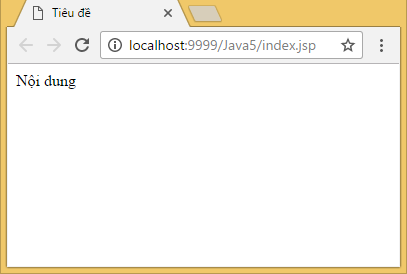 Tiêu đề
localhost:9999/Java5/index.jsp
Nội dung